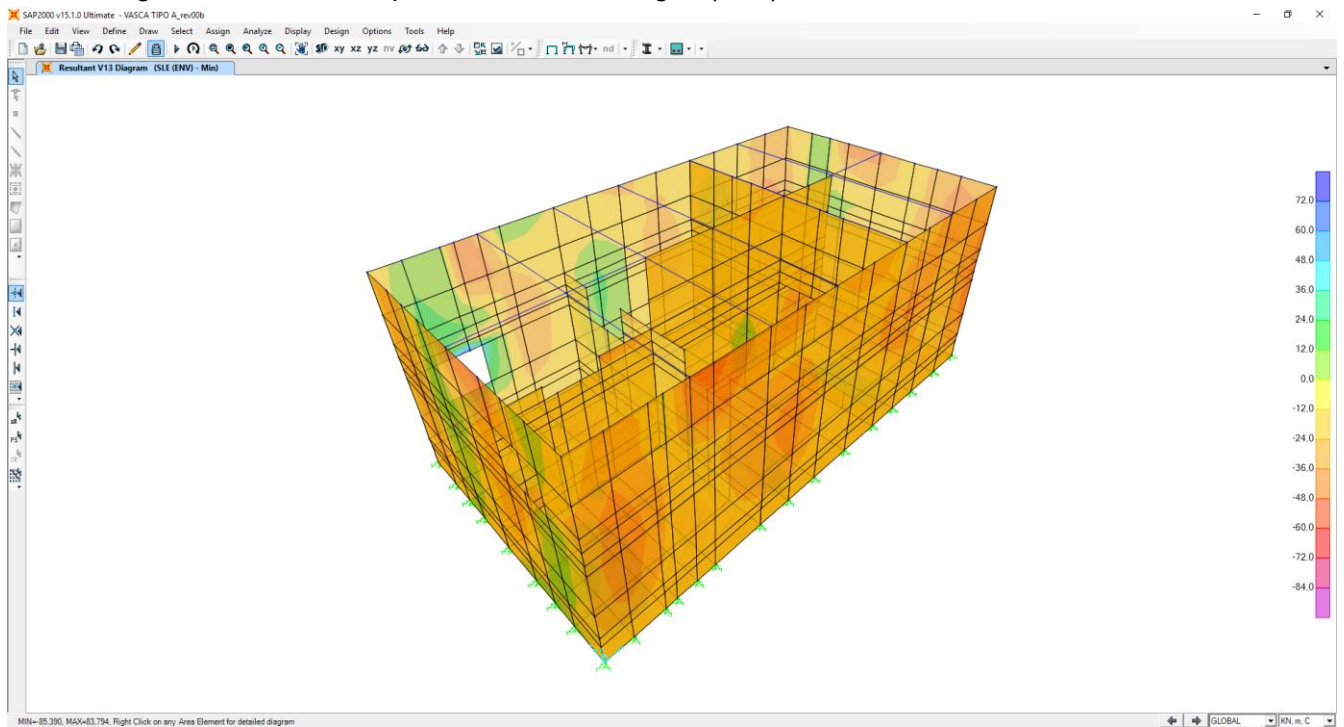 SAP2000 v15.1.0 Ultimate - VASCA TIPO A_rev00b
File Edit View Define Draw Select Assign Analyze Display Design Options Tools Help
xy xz yz nv nd
Resultant V13 Diagram (SLE (ENV) - Min)
72.0
60.0
48.0
36.0
24.0
12.0
0.0
-12.0
-24.0
-36.0
-48.0
-60.0
-72.0
-84.0
MIN=-85.390, MAX=83.794, Right Click on any Area Element for detailed diagram
GLOBAL
KN, m, C